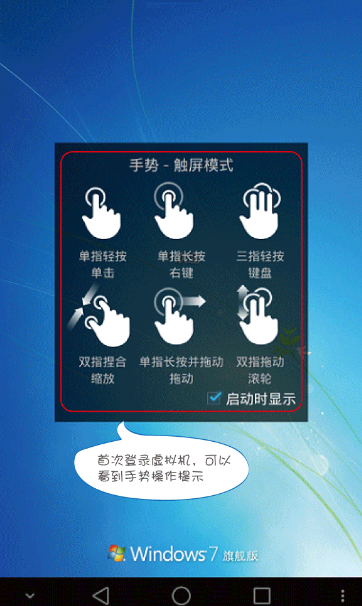 手势 - 触屏模式
单指轻按 单指长按 三指轻按
单击 右键 键盘
双指捏合 单指长按并拖动 双指拖动
缩放 拖动 滚轮
启动时显示
首次登录虚拟机，可以
看到手势操作提示
Windows 7 旗舰版